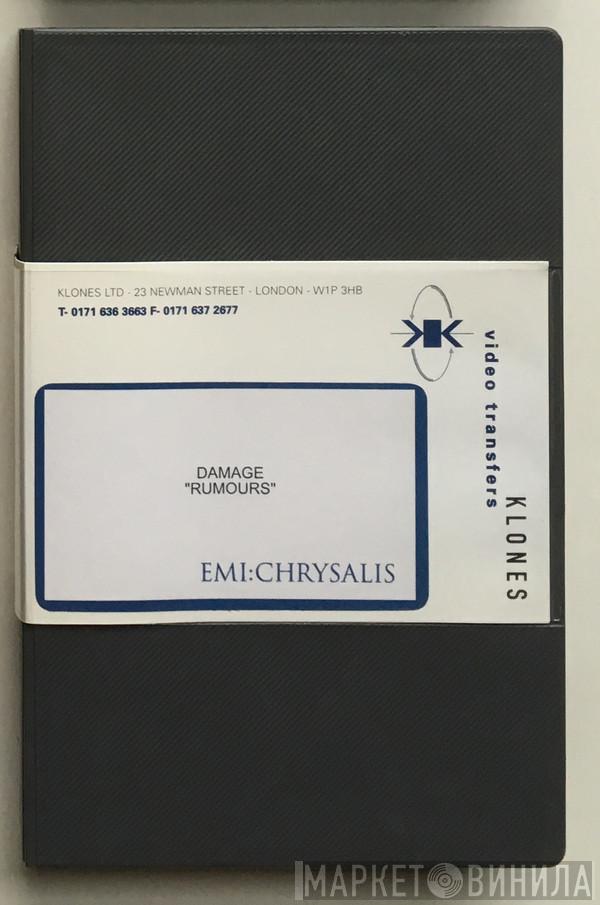 KLONES LTD - 23 NEWMAN STREET - LONDON - W1P 3HB
T- 0171 636 3663 F- 0171 637 2677
video transfers
KLONES
DAMAGE
"RUMOURS"
EMI:CHRYSALIS
МАРКЕТ ВИНИЛА